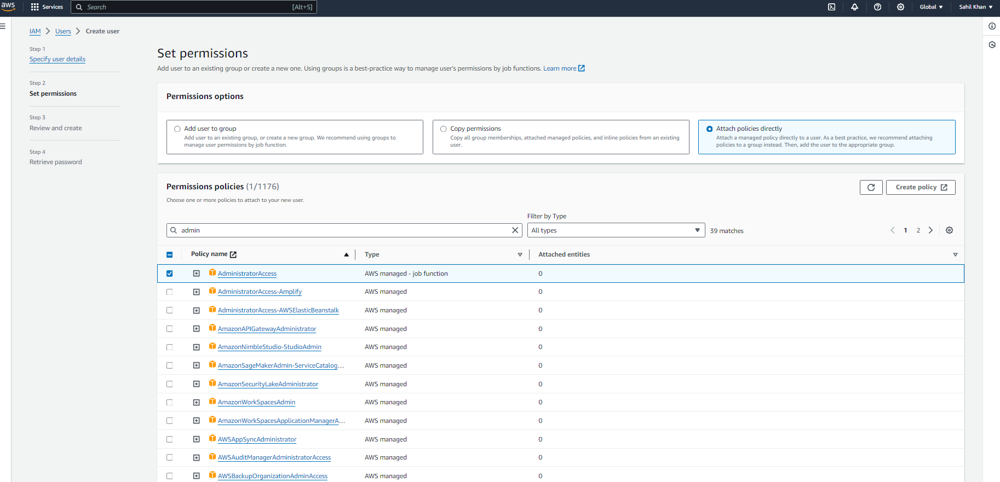 aws Services Search [Alt+S] Global Sahil Khan
IAM Users Create user
Step 1
Specify user details
Step 2
Set permissions
Step 3
Review and create
Step 4
Retrieve password
Set permissions
Add user to an existing group or create a new one. Using groups is a best-practice way to manage user's permissions by job functions. Learn more
Permissions options
Add user to group
Add user to an existing group, or create a new group. We recommend using groups to
manage user permissions by job function.
Copy permissions
Copy all group memberships, attached managed policies, and inline policies from an existing
user.
Attach policies directly
Attach a managed policy directly to a user. As a best practice, we recommend attaching
policies to a group instead. Then, add the user to the appropriate group.
Permissions policies (1/1176)
Create policy
Choose one or more policies to attach to your new user.
Filter by Type
admin All types 39 matches 1 2
Policy name Type Attached entities
AdministratorAccess AWS managed - job function 0
AdministratorAccess-Amplify AWS managed 0
AdministratorAccess-AWSElasticBeanstalk AWS managed 0
AmazonAPIGatewayAdministrator AWS managed 0
AmazonNimbleStudio-StudioAdmin AWS managed 0
AmazonSageMakerAdmin-ServiceCatalog... AWS managed 0
AmazonSecurityLakeAdministrator AWS managed 0
AmazonWorkSpacesAdmin AWS managed 0
AmazonWorkSpacesApplicationManagerA... AWS managed 0
AWSAppSyncAdministrator AWS managed 0
AWSAuditManagerAdministratorAccess AWS managed 0
AWSBackupOrganizationAdminAccess AWS managed 0